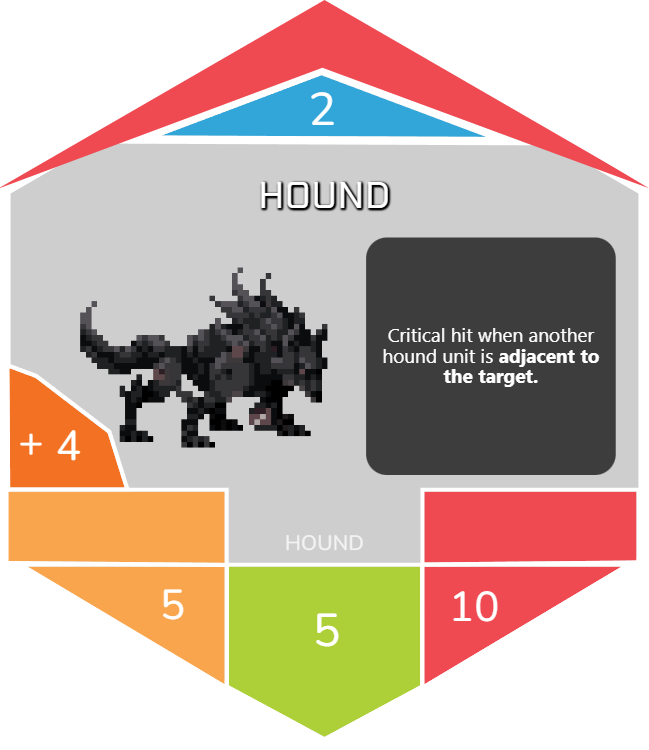 2
HOUND
Critical hit when another
hound unit is adjacent to
the target.
+ 4
HOUND
5
5
10